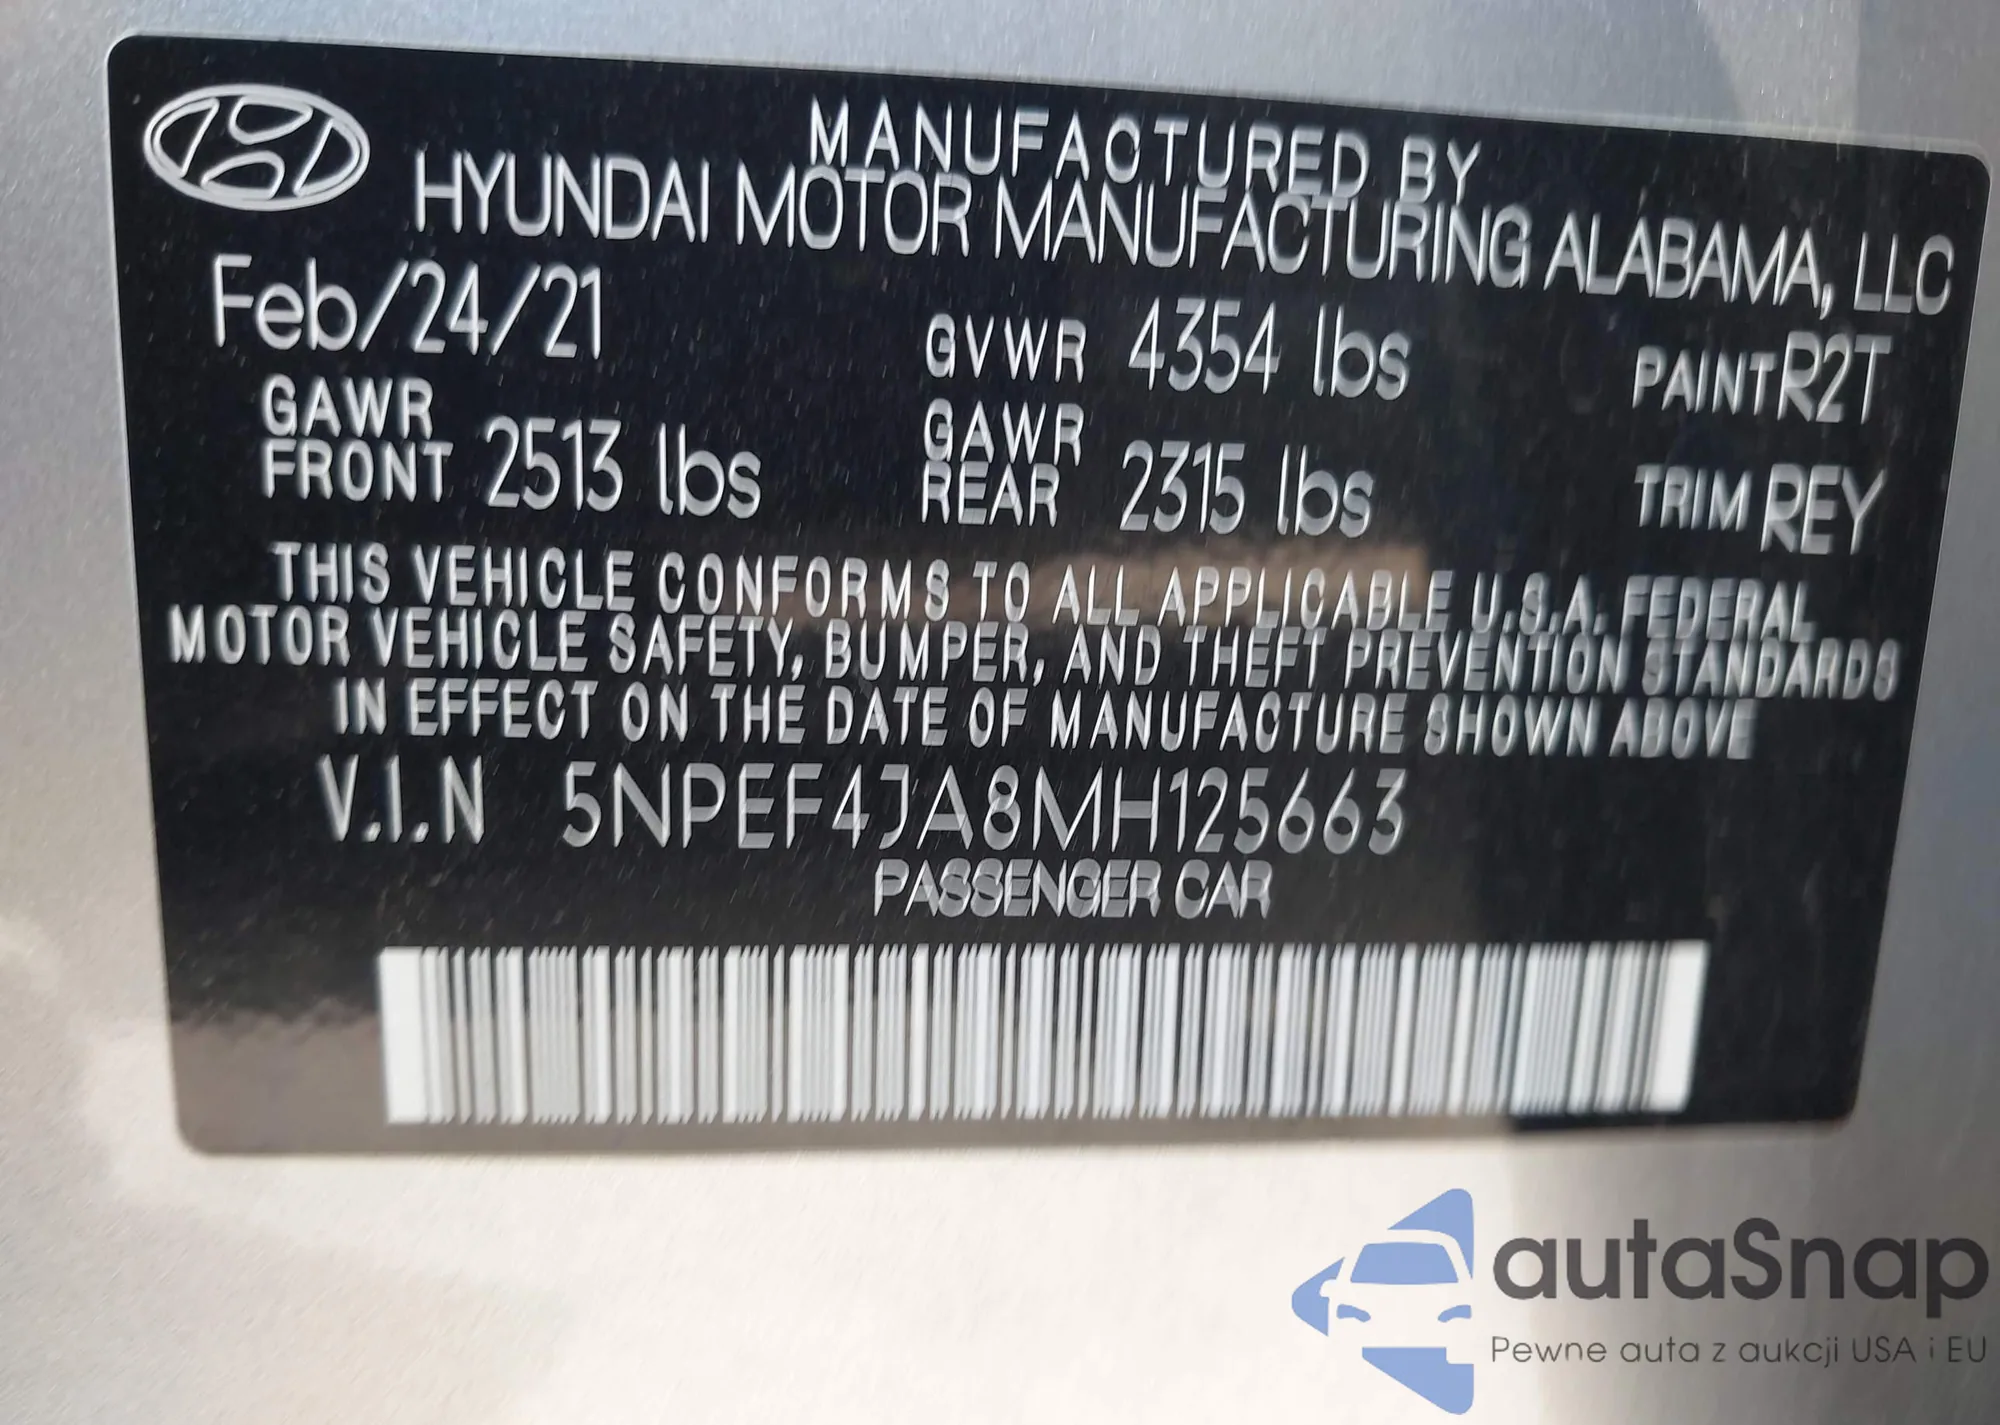 MANUFACTURED BY
HYUNDAI MOTOR MANUFACTURING ALABAMA, LLC
Feb/24/21 GVWR 4354 lbs PAINT R2T
GAWR FRONT 2513 lbs GAWR REAR 2315 lbs TRIM REY
THIS VEHICLE CONFORMS TO ALL APPLICABLE U.S.A. FEDERAL
MOTOR VEHICLE SAFETY, BUMPER, AND THEFT PREVENTION STANDARDS
IN EFFECT ON THE DATE OF MANUFACTURE SHOWN ABOVE
V.I.N 5NPEF4JA8MH125663
PASSENGER CAR
autaSnap
Pewne auta z aukcji USA i EU